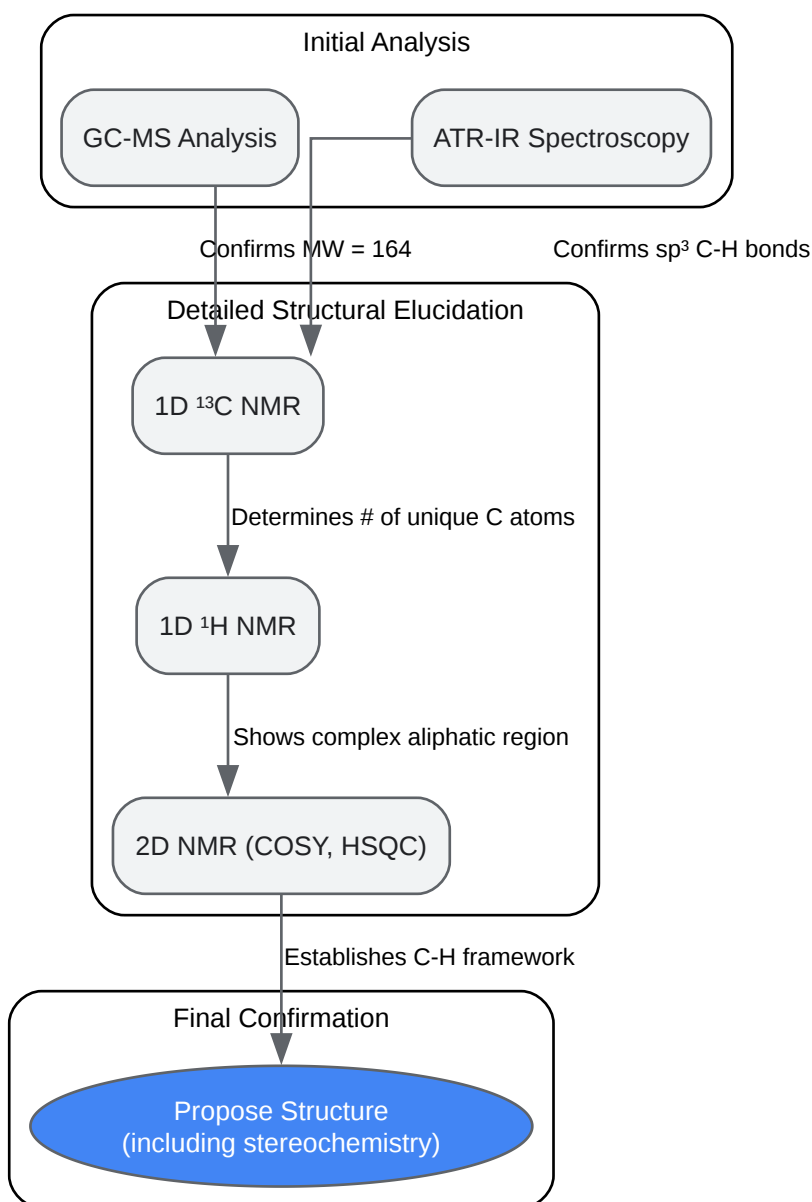 Initial Analysis
GC-MS Analysis
ATR-IR Spectroscopy
Confirms MW = 164
Confirms sp³ C-H bonds
Detailed Structural Elucidation
1D ¹³C NMR
Determines # of unique C atoms
1D ¹H NMR
Shows complex aliphatic region
2D NMR (COSY, HSQC)
Establishes C-H framework
Final Confirmation
Propose Structure
(including stereochemistry)